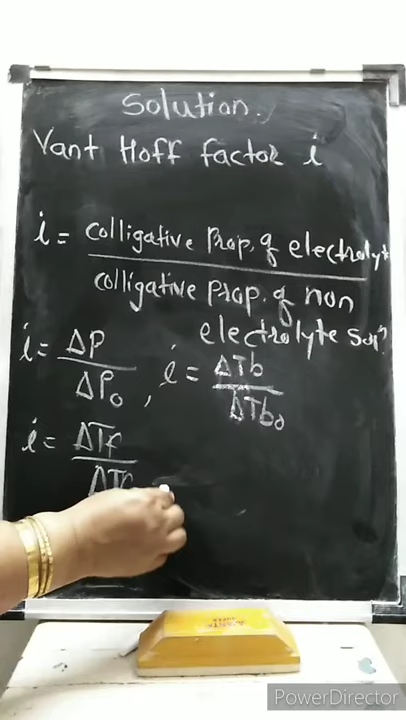 Solution.
Vant Hoff factor i
i = colligative Prop. of electrolyte
colligative prop. of non
electrolyte Soln.
i = ΔP / ΔP₀ , i = ΔTb / ΔTb₀
i = ΔTf
ΔTf
PowerDirector